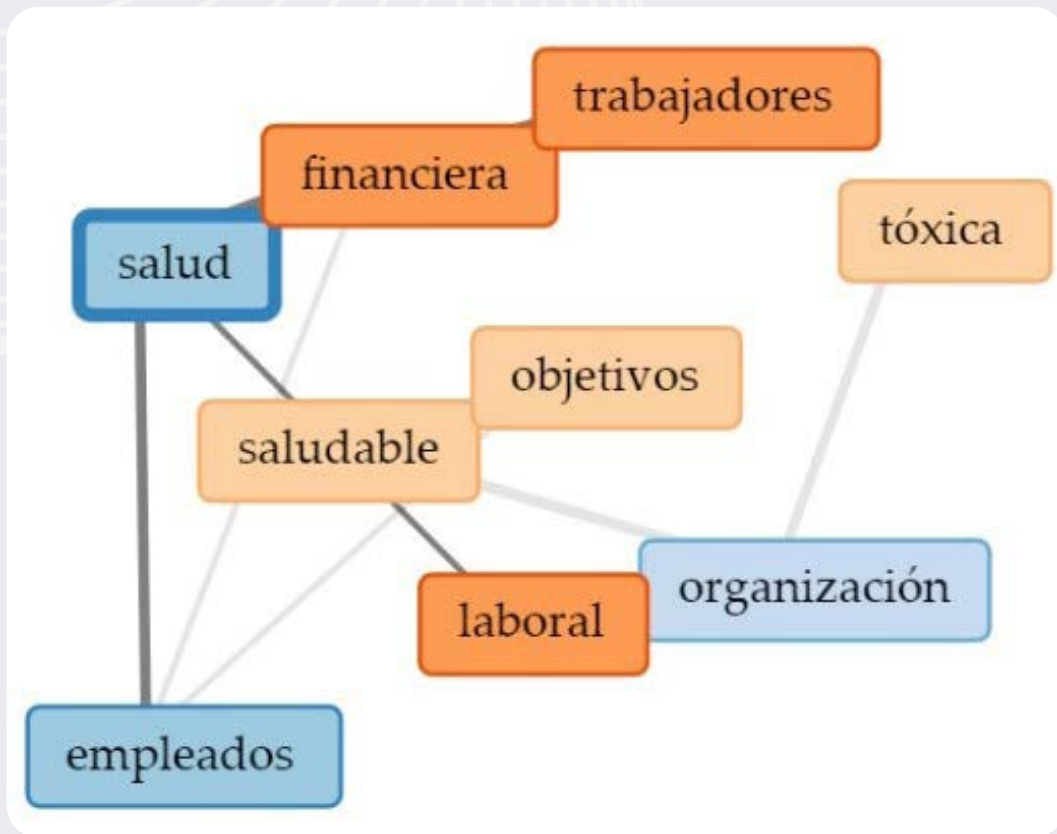 trabajadores
financiera
tóxica
salud
objetivos
saludable
organización
laboral
empleados